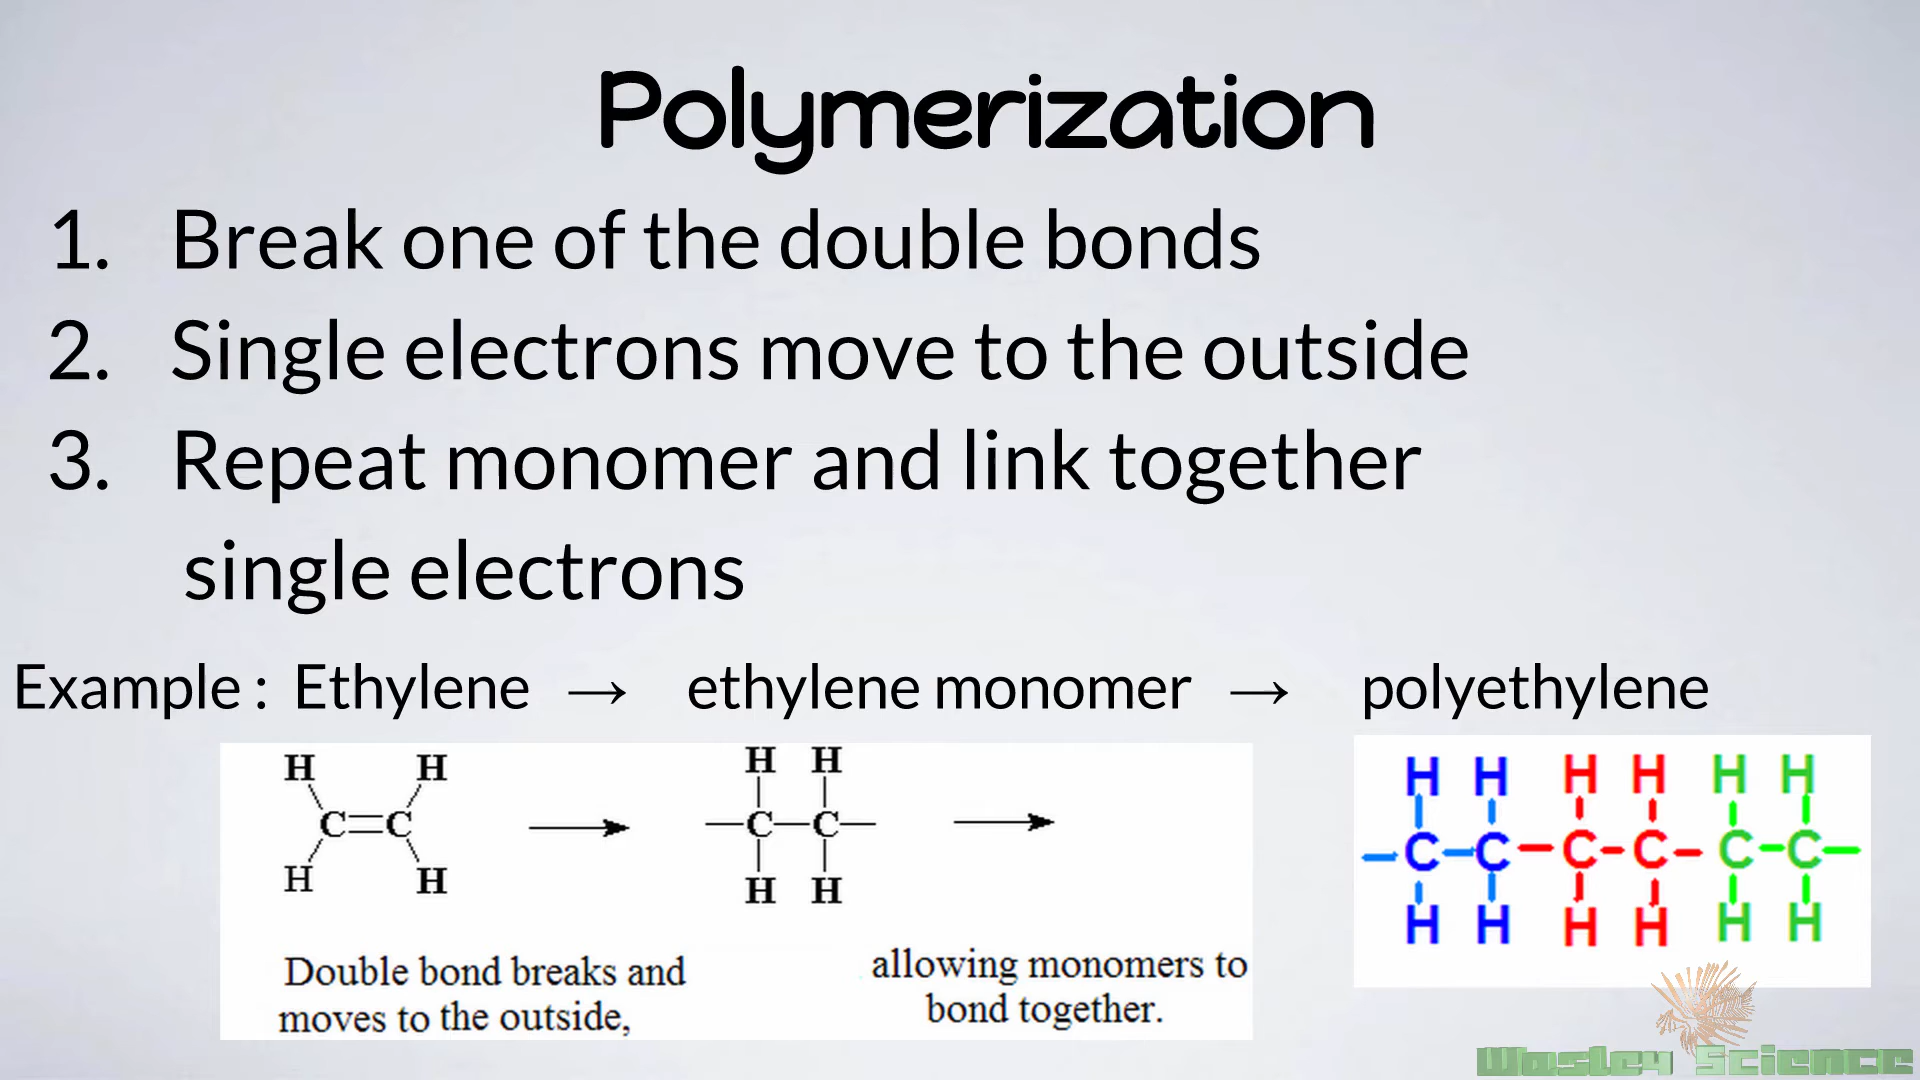 Polymerization
1. Break one of the double bonds
2. Single electrons move to the outside
3. Repeat monomer and link together
single electrons
Example : Ethylene → ethylene monomer → polyethylene
H H H H H H H H H H
C=C —C—C— –C–C–C–C–C–C–
H H H H H H H H H H
Double bond breaks and
moves to the outside,
allowing monomers to
bond together.
Wasley Science